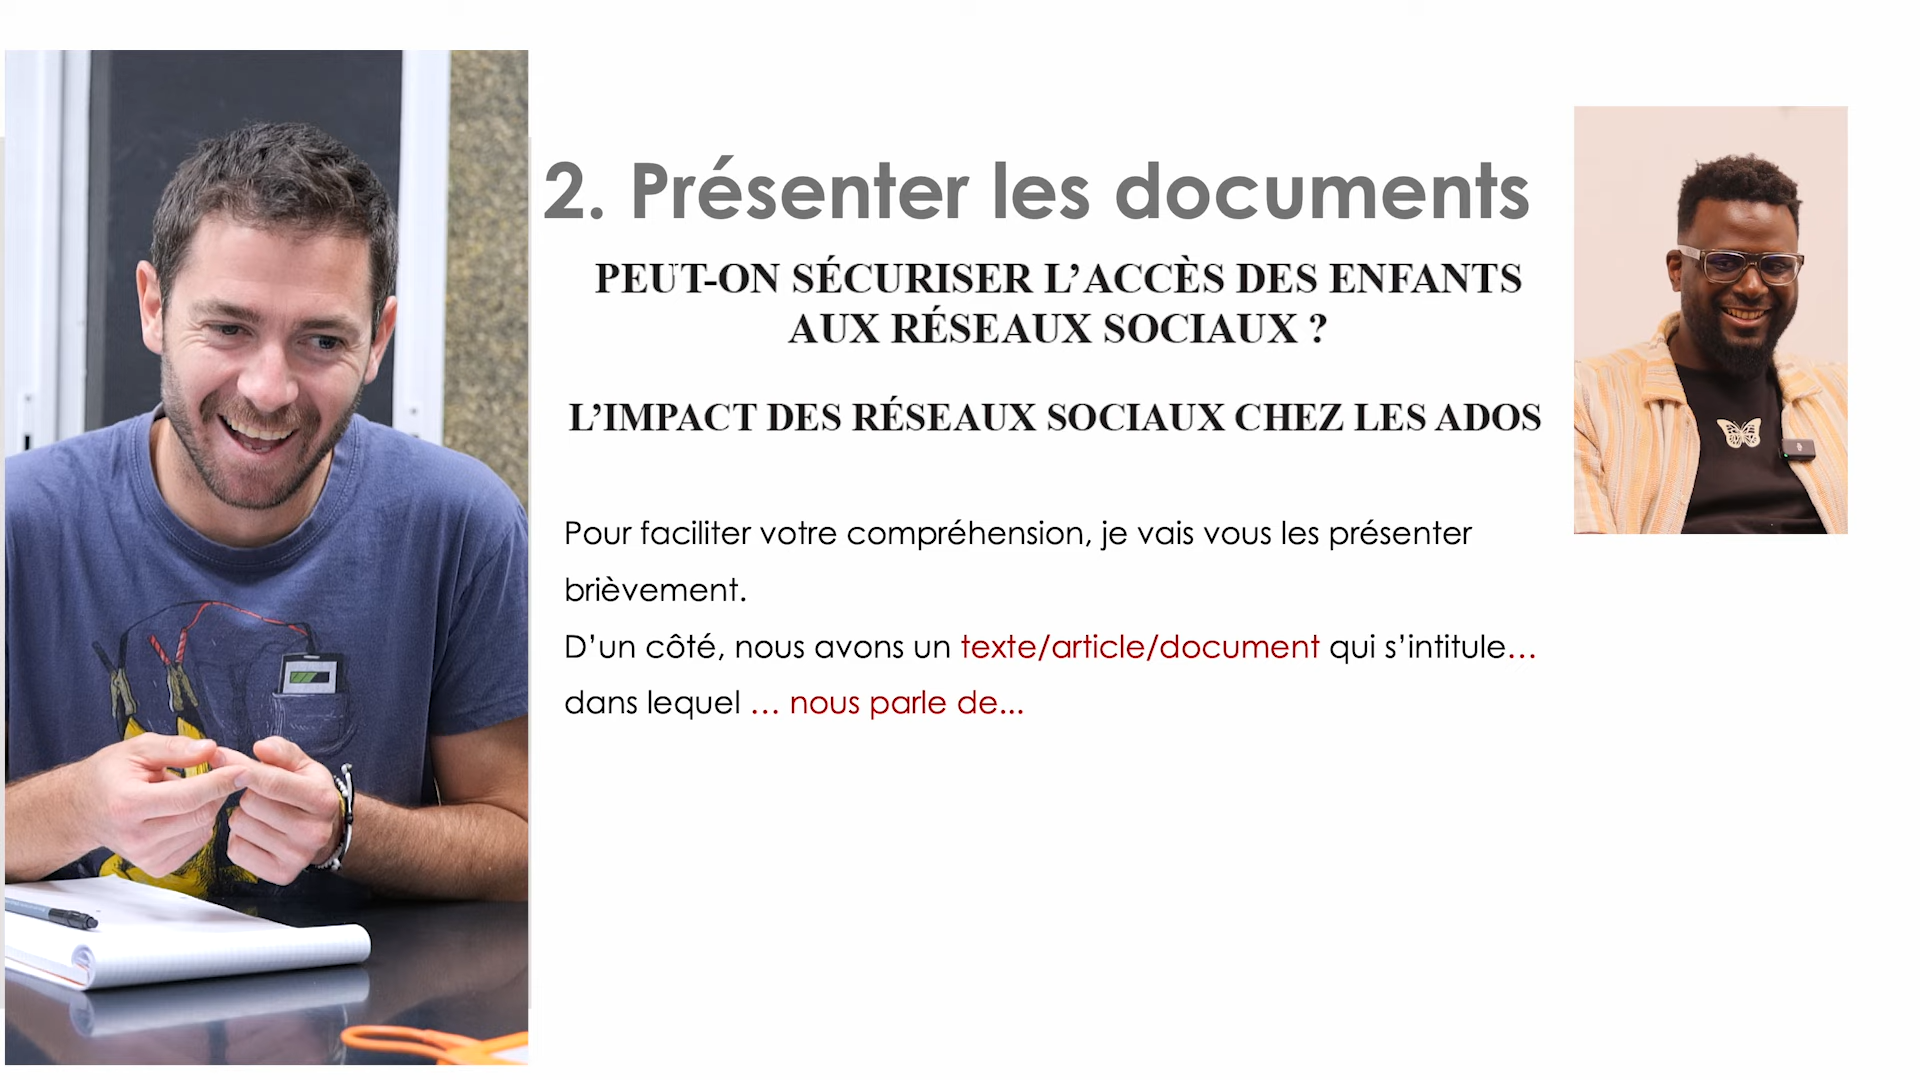 2. Présenter les documents
PEUT-ON SÉCURISER L’ACCÈS DES ENFANTS
AUX RÉSEAUX SOCIAUX ?
L’IMPACT DES RÉSEAUX SOCIAUX CHEZ LES ADOS
Pour faciliter votre compréhension, je vais vous les présenter
brièvement.
D’un côté, nous avons un texte/article/document qui s’intitule…
dans lequel … nous parle de...